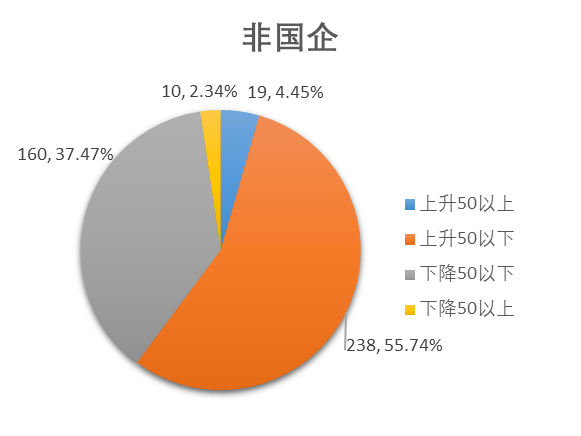 非国企
10, 2.34%
19, 4.45%
160, 37.47%
238, 55.74%
上升50以上
上升50以下
下降50以下
下降50以上